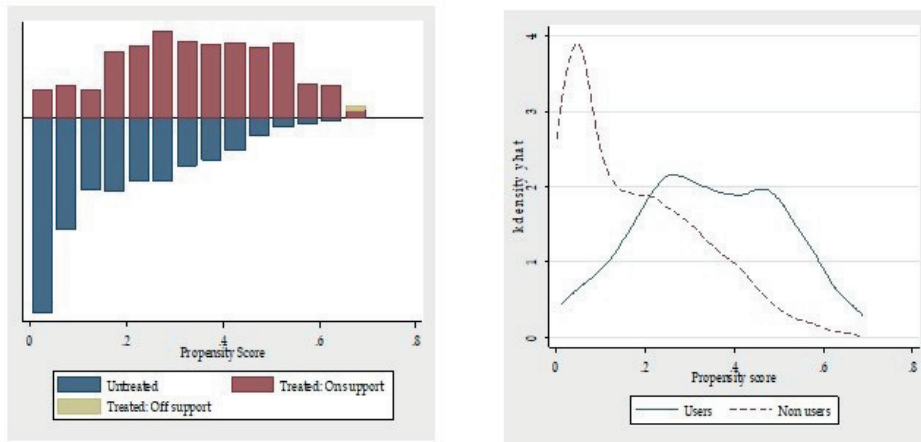 0 .2 .4 .6 .8
Propensity Score
Untreated Treated: On support
Treated: Off support
kdensity yhat
4
3
2
1
0
0 .2 .4 .6 .8
Propensity score
Users Non users